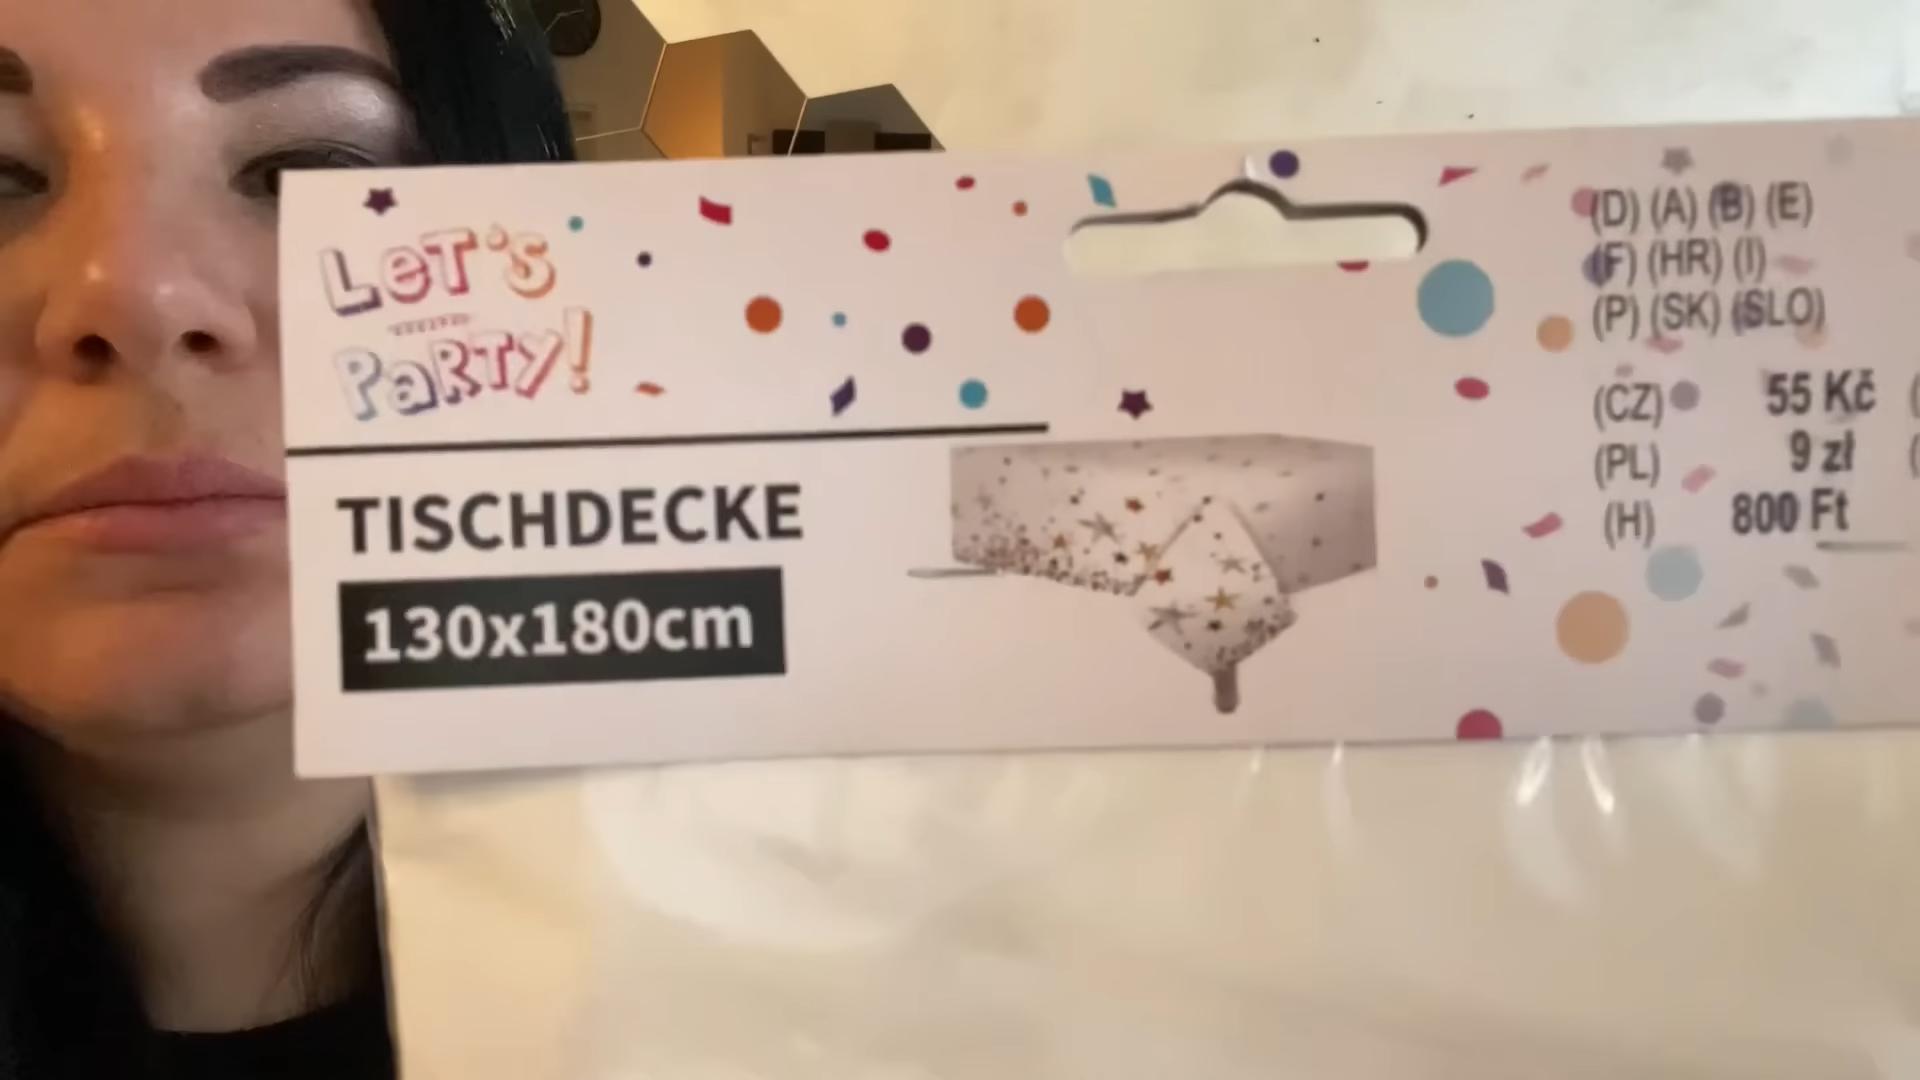 LeT's
PaRTy!
TISCHDECKE
130x180cm
(D) (A) (B) (E)
(F) (HR) (I)
(P) (SK) (SLO)
(CZ) 55 Kč
(PL) 9 zł
(H) 800 Ft